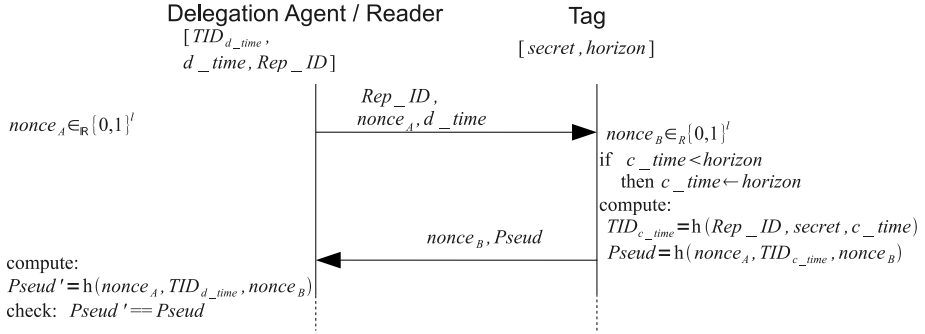 Delegation Agent / Reader
[TID_{d_time},
d_time, Rep_ID]
Tag
[secret, horizon]
nonce_A ∈_ℝ {0,1}^l
Rep_ID,
nonce_A, d_time
nonce_B ∈_R {0,1}^l
if c_time < horizon
then c_time ← horizon
compute:
TID_{c_time} = h(Rep_ID, secret, c_time)
Pseud = h(nonce_A, TID_{c_time}, nonce_B)
nonce_B, Pseud
compute:
Pseud ' = h(nonce_A, TID_{d_time}, nonce_B)
check: Pseud ' == Pseud